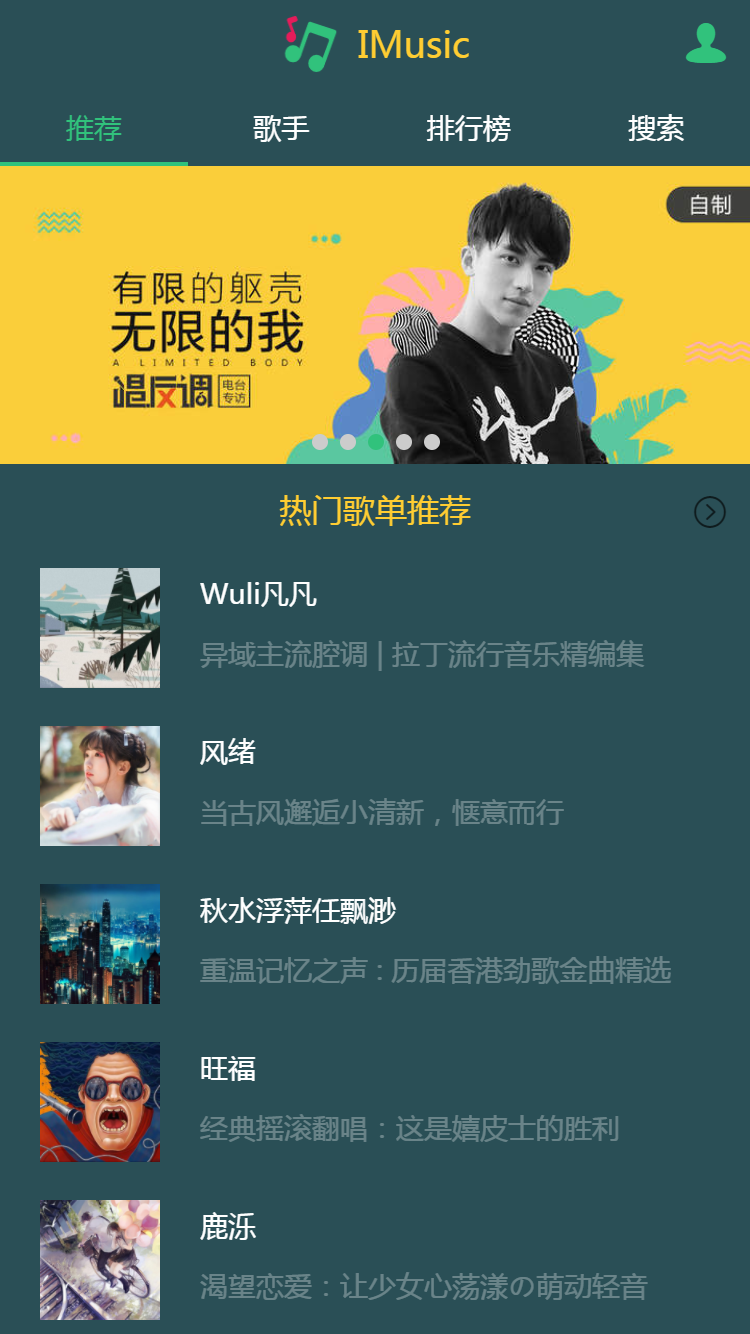 IMusic
推荐 歌手 排行榜 搜索
自制
有限的躯壳
无限的我
A LIMITED BODY
唱反调 电台专访
热门歌单推荐
Wuli凡凡
异域主流腔调 | 拉丁流行音乐精编集
风绪
当古风邂逅小清新，惬意而行
秋水浮萍任飘渺
重温记忆之声 : 历届香港劲歌金曲精选
旺福
经典摇滚翻唱：这是嬉皮士的胜利
鹿泺
渴望恋爱：让少女心荡漾の萌动轻音